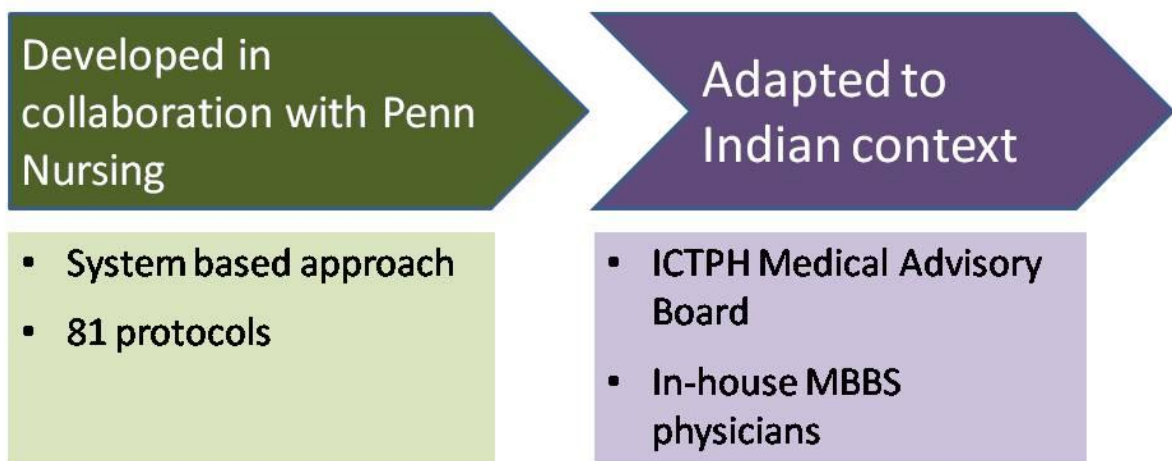 Developed in
collaboration with Penn
Nursing
• System based approach
• 81 protocols
Adapted to
Indian context
• ICTPH Medical Advisory
Board
• In-house MBBS
physicians